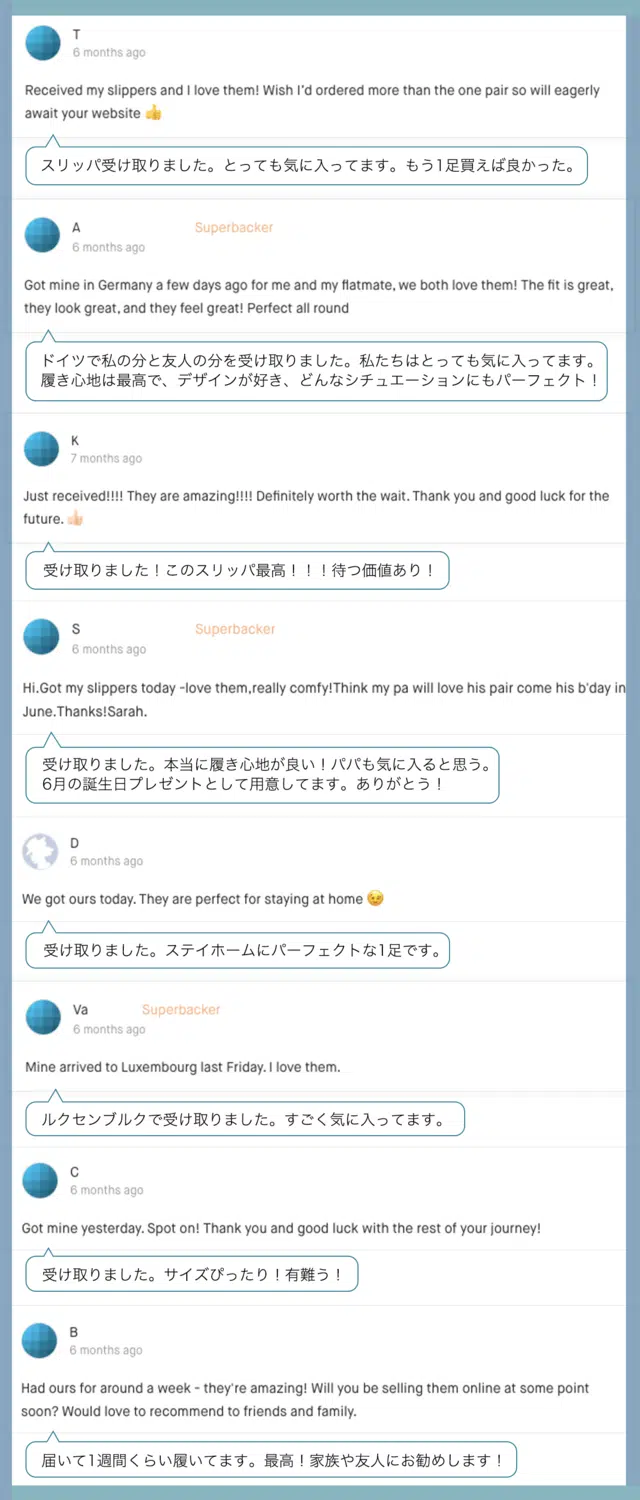 T
6 months ago
Received my slippers and I love them! Wish I'd ordered more than the one pair so will eagerly
await your website 👍
スリッパ受け取りました。とっても気に入ってます。もう1足買えば良かった。
A Superbacker
6 months ago
Got mine in Germany a few days ago for me and my flatmate, we both love them! The fit is great,
they look great, and they feel great! Perfect all round
ドイツで私の分と友人の分を受け取りました。私たちはとっても気に入ってます。
履き心地は最高で、デザインが好き、どんなシチュエーションにもパーフェクト！
K
7 months ago
Just received!!!! They are amazing!!!! Definitely worth the wait. Thank you and good luck for the
future. 👍🏻
受け取りました！このスリッパ最高！！！待つ価値あり！
S Superbacker
6 months ago
Hi.Got my slippers today -love them,really comfy!Think my pa will love his pair come his b'day in
June.Thanks!Sarah.
受け取りました。本当に履き心地が良い！パパも気に入ると思う。
6月の誕生日プレゼントとして用意してます。ありがとう！
D
6 months ago
We got ours today. They are perfect for staying at home 😉
受け取りました。ステイホームにパーフェクトな1足です。
Va Superbacker
6 months ago
Mine arrived to Luxembourg last Friday. I love them.
ルクセンブルクで受け取りました。すごく気に入ってます。
C
6 months ago
Got mine yesterday. Spot on! Thank you and good luck with the rest of your journey!
受け取りました。サイズぴったり！有難う！
B
6 months ago
Had ours for around a week - they're amazing! Will you be selling them online at some point
soon? Would love to recommend to friends and family.
届いて1週間くらい履いてます。最高！家族や友人にお勧めします！